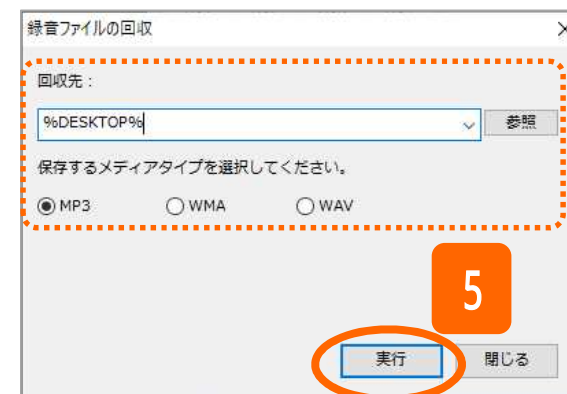 録音ファイルの回収
回収先：
%DESKTOP%
参照
保存するメディアタイプを選択してください。
MP3 WMA WAV
5
実行 閉じる